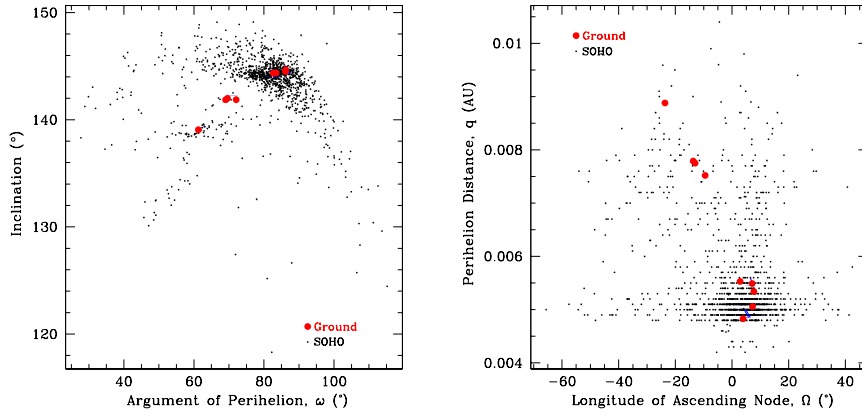 150
140
130
120
Inclination (°)
40 60 80 100
Argument of Perihelion, ω (°)
Ground
SOHO
0.01
0.008
0.006
0.004
Perihelion Distance, q (AU)
−60 −40 −20 0 20 40
Longitude of Ascending Node, Ω (°)
Ground
SOHO